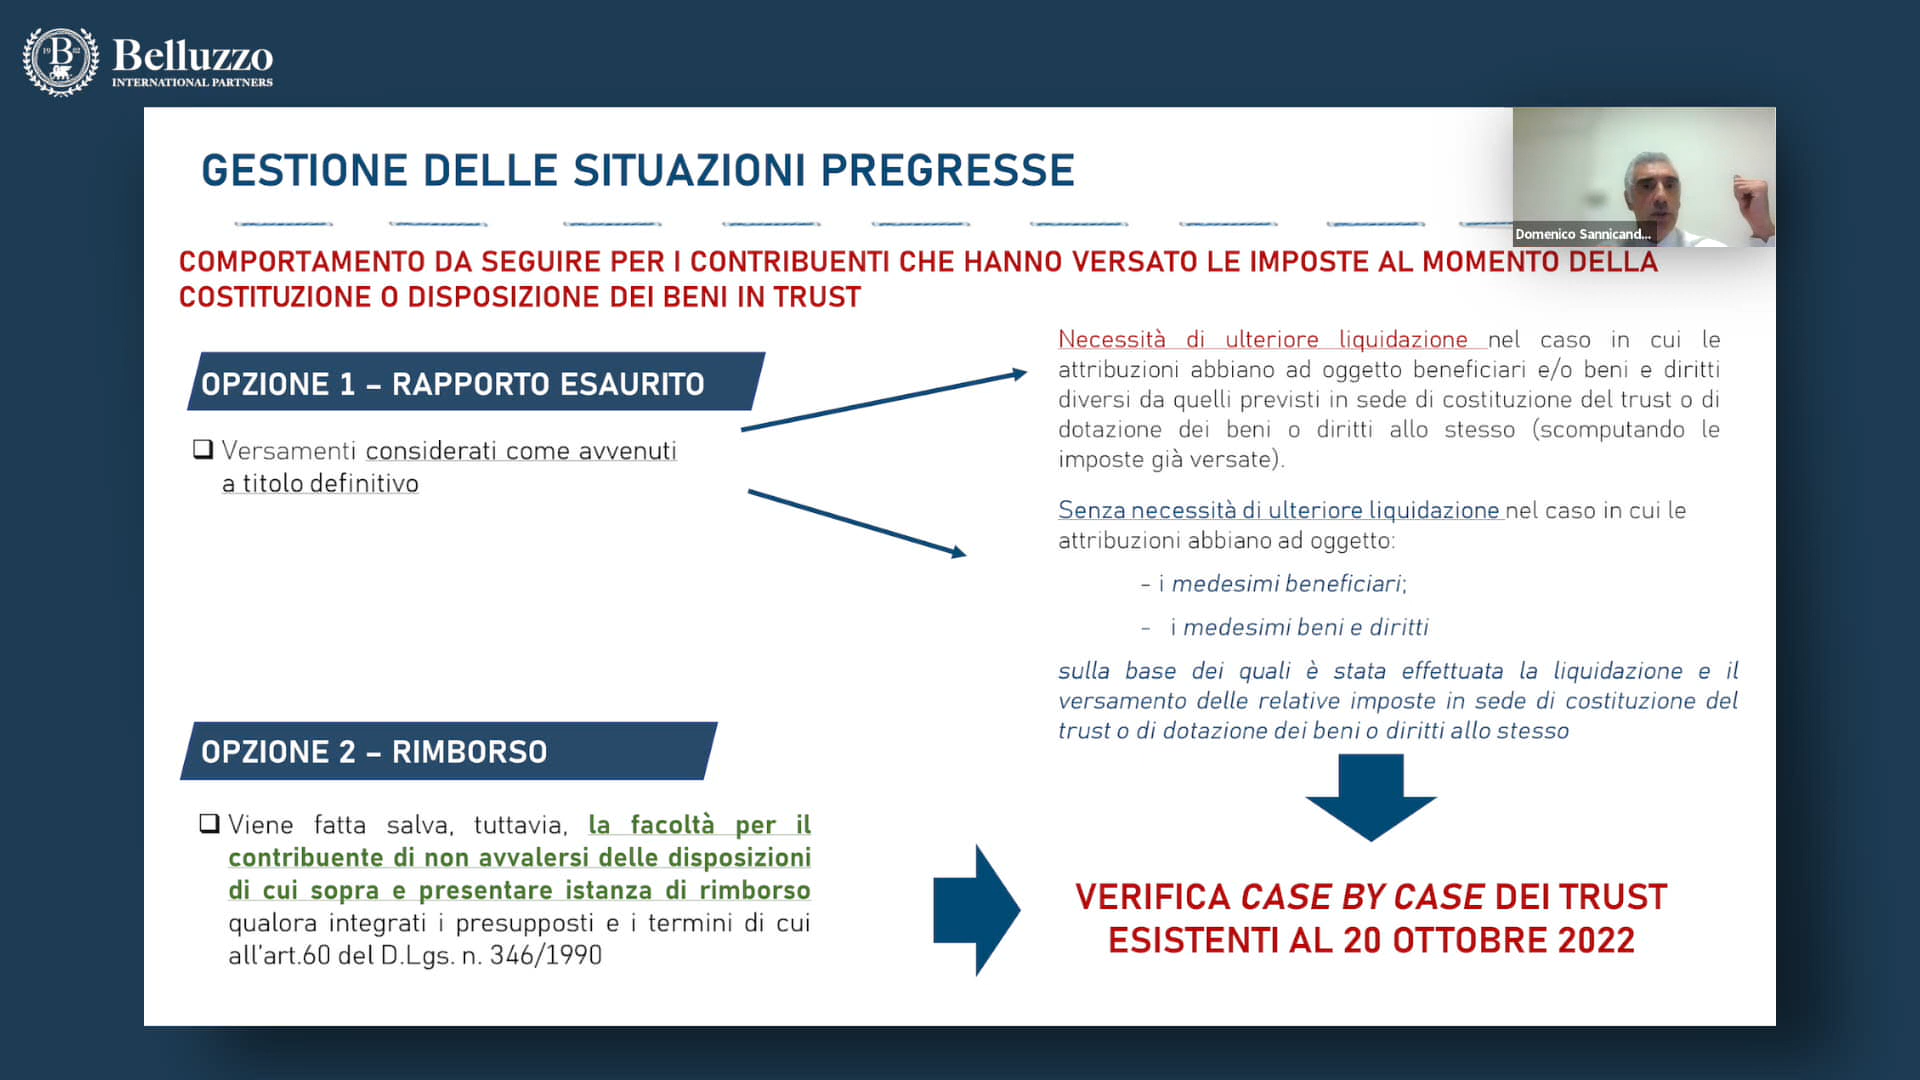 19 B 02
Belluzzo
INTERNATIONAL PARTNERS
GESTIONE DELLE SITUAZIONI PREGRESSE
Domenico Sannicand...
COMPORTAMENTO DA SEGUIRE PER I CONTRIBUENTI CHE HANNO VERSATO LE IMPOSTE AL MOMENTO DELLA
COSTITUZIONE O DISPOSIZIONE DEI BENI IN TRUST
OPZIONE 1 – RAPPORTO ESAURITO
❑ Versamenti considerati come avvenuti
a titolo definitivo
Necessità di ulteriore liquidazione nel caso in cui le
attribuzioni abbiano ad oggetto beneficiari e/o beni e diritti
diversi da quelli previsti in sede di costituzione del trust o di
dotazione dei beni o diritti allo stesso (scomputando le
imposte già versate).
Senza necessità di ulteriore liquidazione nel caso in cui le
attribuzioni abbiano ad oggetto:
- i medesimi beneficiari;
- i medesimi beni e diritti
sulla base dei quali è stata effettuata la liquidazione e il
versamento delle relative imposte in sede di costituzione del
trust o di dotazione dei beni o diritti allo stesso
OPZIONE 2 – RIMBORSO
❑ Viene fatta salva, tuttavia, la facoltà per il
contribuente di non avvalersi delle disposizioni
di cui sopra e presentare istanza di rimborso
qualora integrati i presupposti e i termini di cui
all'art.60 del D.Lgs. n. 346/1990
VERIFICA CASE BY CASE DEI TRUST
ESISTENTI AL 20 OTTOBRE 2022